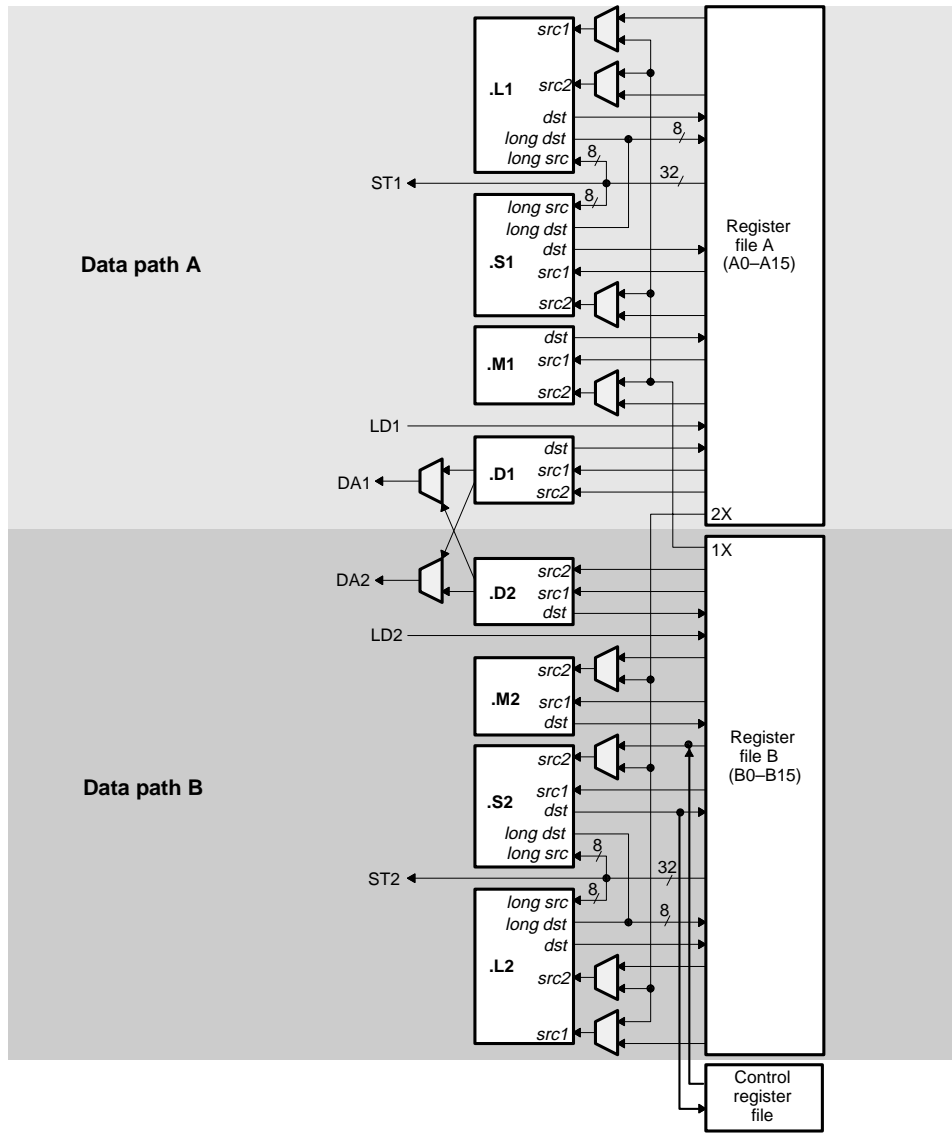 src1
.L1
src2
dst
long dst
8
long src
8
ST1
32
8
long src
long dst
dst
.S1
src1
src2
Register
file A
(A0–A15)
Data path A
dst
.M1
src1
src2
LD1
dst
.D1
src1
src2
DA1
2X
1X
DA2
src2
.D2
src1
dst
LD2
src2
.M2
src1
dst
Register
file B
(B0–B15)
Data path B
src2
.S2
src1
dst
long dst
long src
8
ST2
32
8
long src
long dst
8
dst
.L2
src2
src1
Control
register
file